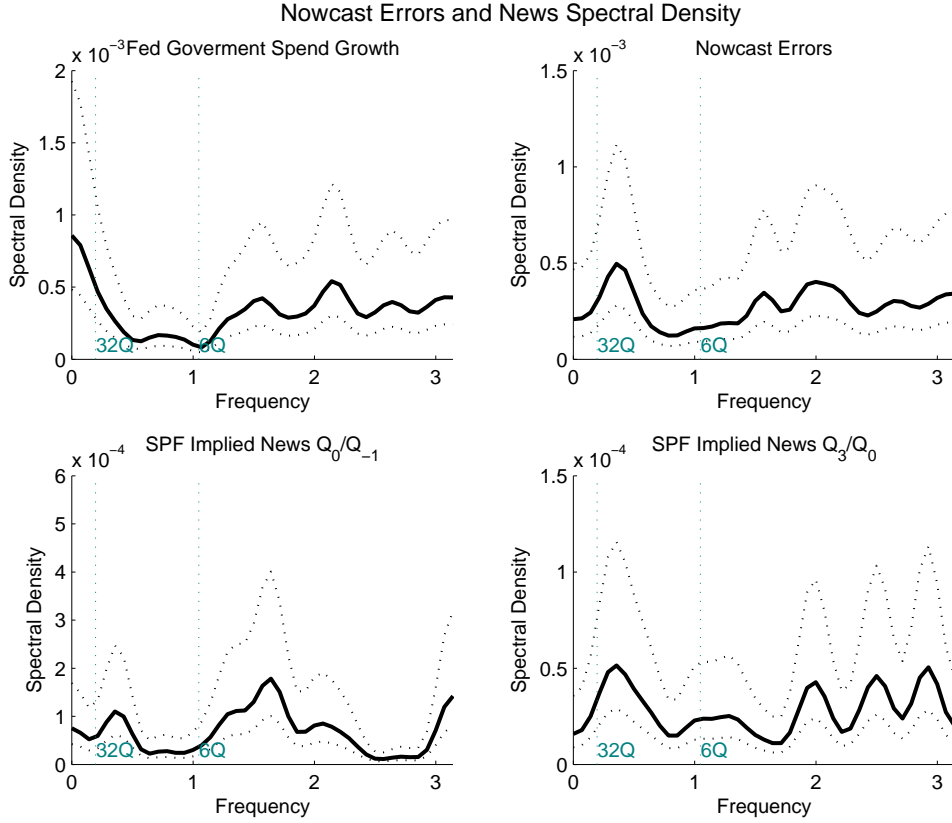 Nowcast Errors and News Spectral Density
x 10⁻³ Fed Goverment Spend Growth
2
1.5
1
0.5
0
Spectral Density
32Q
6Q
0 1 2 3
Frequency
x 10⁻³ Nowcast Errors
1.5
1
0.5
0
Spectral Density
32Q
6Q
0 1 2 3
Frequency
x 10⁻⁴ SPF Implied News Q₀/Q₋₁
6
5
4
3
2
1
0
Spectral Density
32Q
6Q
0 1 2 3
Frequency
x 10⁻⁴ SPF Implied News Q₃/Q₀
1.5
1
0.5
0
Spectral Density
32Q
6Q
0 1 2 3
Frequency